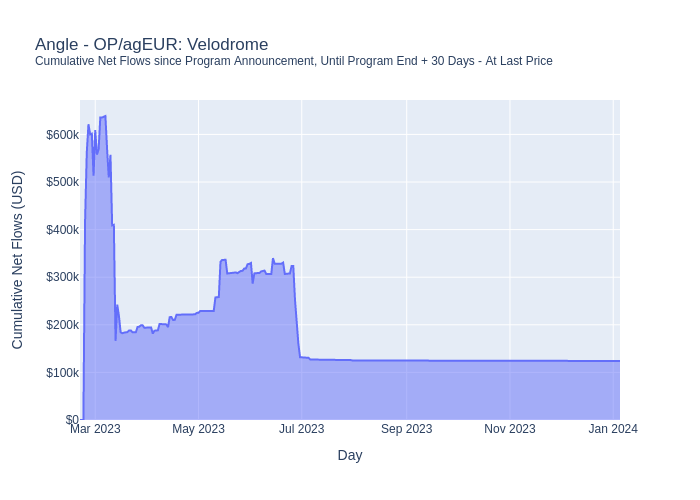 Angle - OP/agEUR: Velodrome
Cumulative Net Flows since Program Announcement, Until Program End + 30 Days - At Last Price
$600k
$500k
$400k
$300k
$200k
$100k
$0
Cumulative Net Flows (USD)
Mar 2023 May 2023 Jul 2023 Sep 2023 Nov 2023 Jan 2024
Day